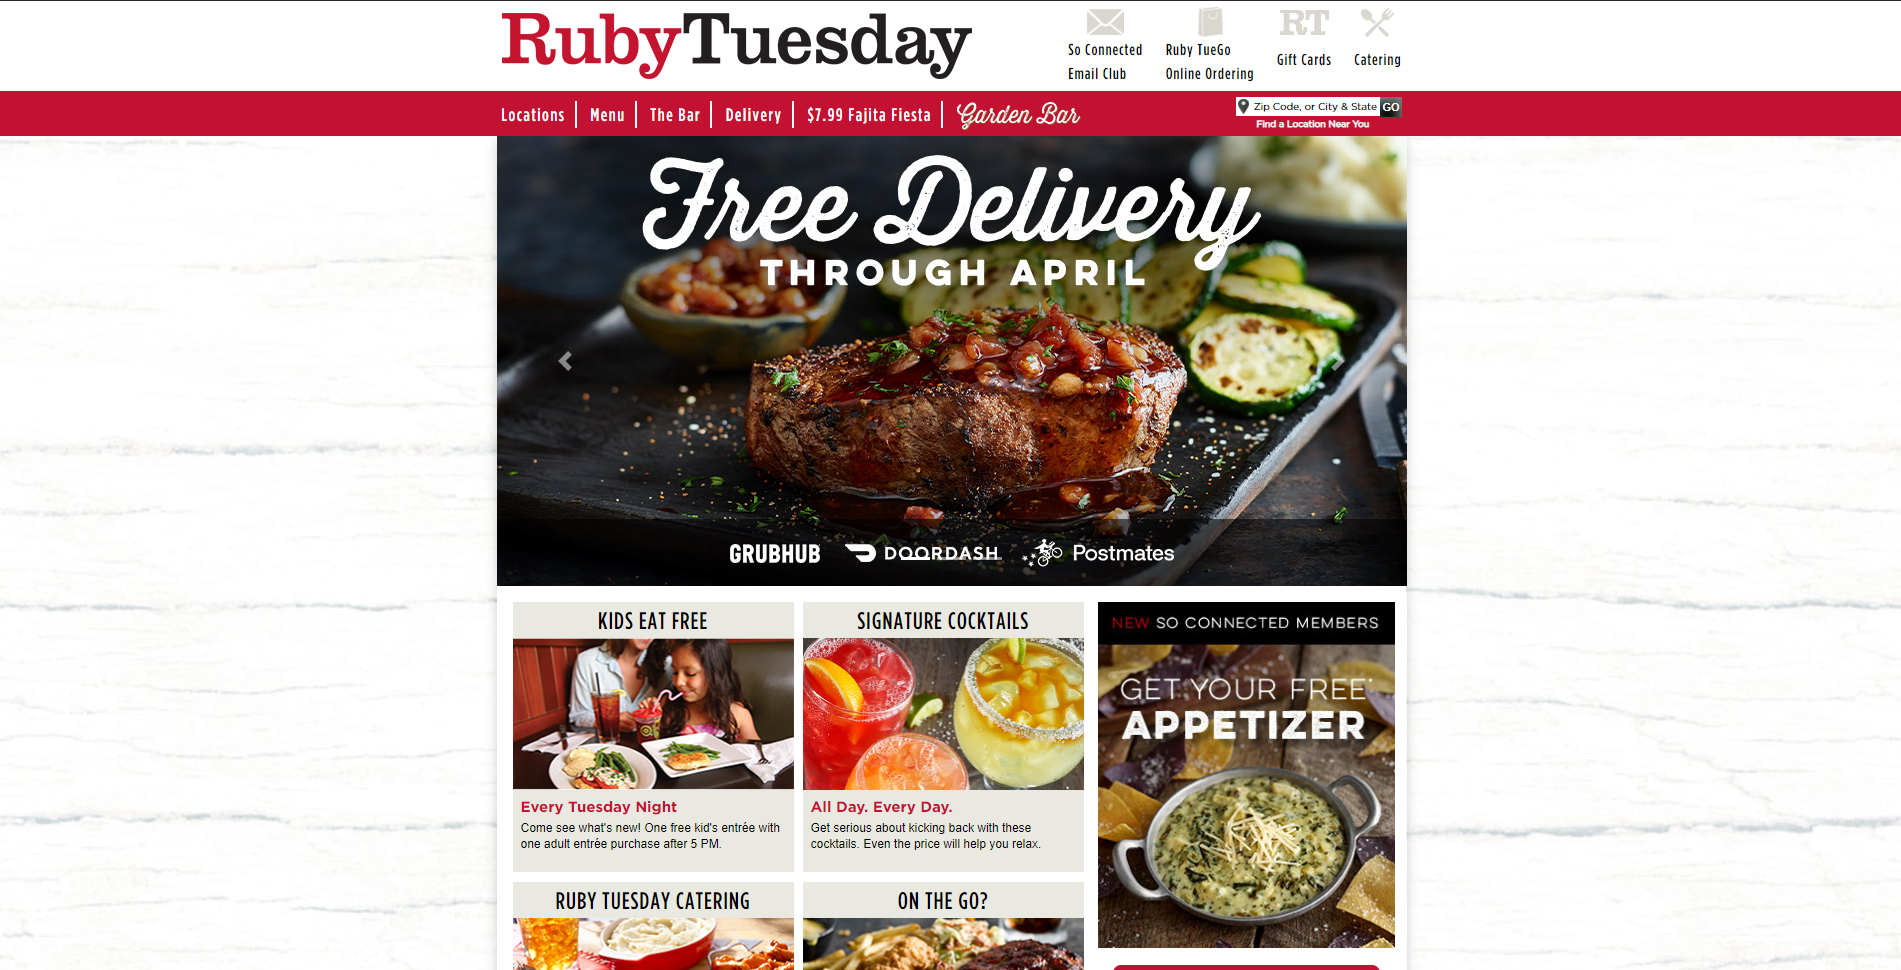 Ruby Tuesday
So Connected
Email Club
Ruby TueGo
Online Ordering
RT
Gift Cards
Catering
Locations
Menu
The Bar
Delivery
$7.99 Fajita Fiesta
Garden Bar
Zip Code, or City & State
GO
Find a Location Near You
Free Delivery
THROUGH APRIL
GRUBHUB
DOORDASH
Postmates
KIDS EAT FREE
Every Tuesday Night
Come see what's new! One free kid's entrée with
one adult entrée purchase after 5 PM.
SIGNATURE COCKTAILS
All Day. Every Day.
Get serious about kicking back with these
cocktails. Even the price will help you relax.
NEW SO CONNECTED MEMBERS
GET YOUR FREE*
APPETIZER
RUBY TUESDAY CATERING
ON THE GO?